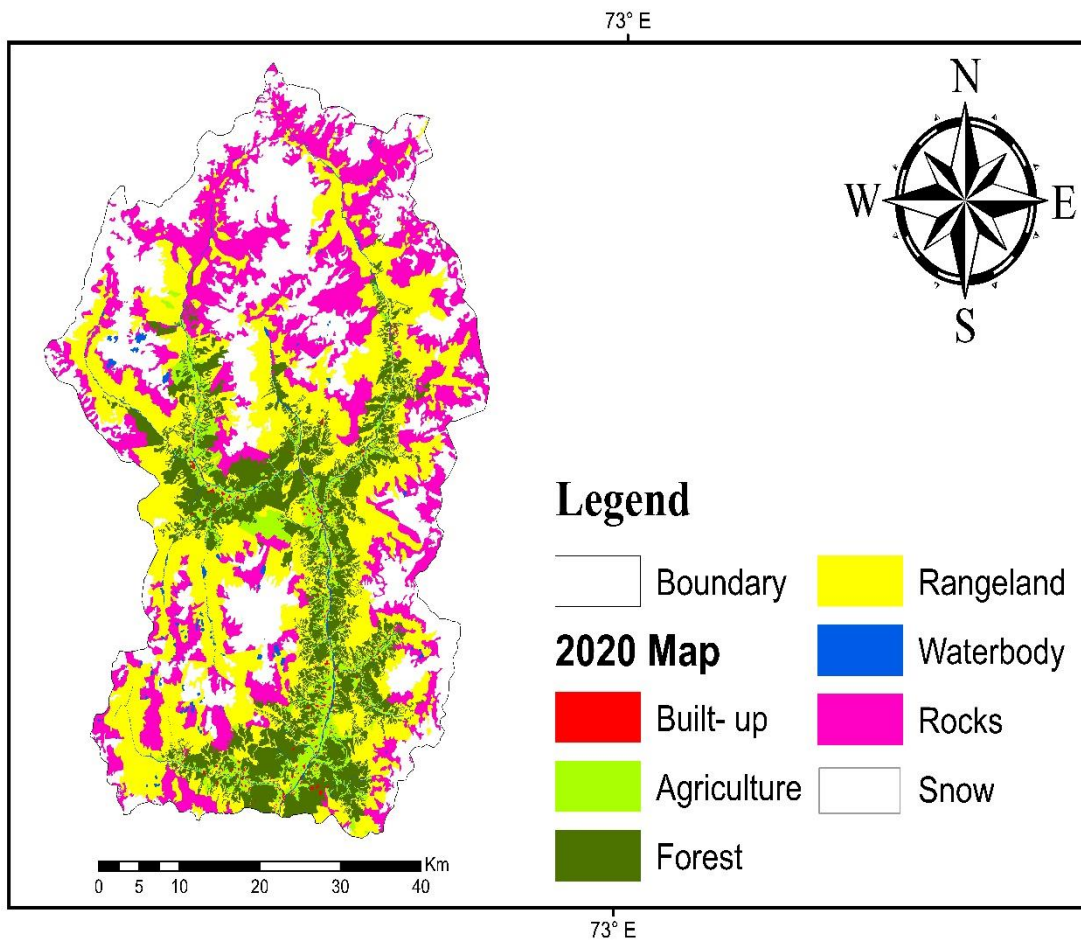 73° E
N
W E
S
Legend
Boundary
2020 Map
Built- up
Agriculture
Forest
Rangeland
Waterbody
Rocks
Snow
Km
0 5 10 20 30 40
73° E